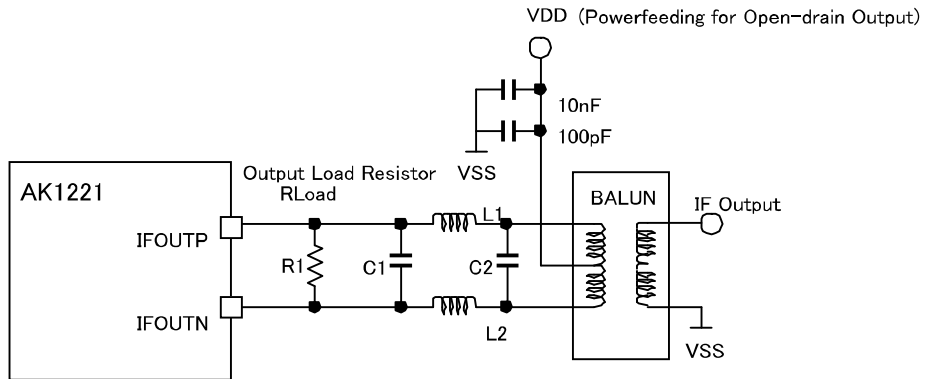 VDD (Powerfeeding for Open-drain Output)
10nF
100pF
VSS
Output Load Resistor
RLoad
AK1221
BALUN
IF Output
L1
IFOUTP
R1
C1
C2
IFOUTN
L2
VSS